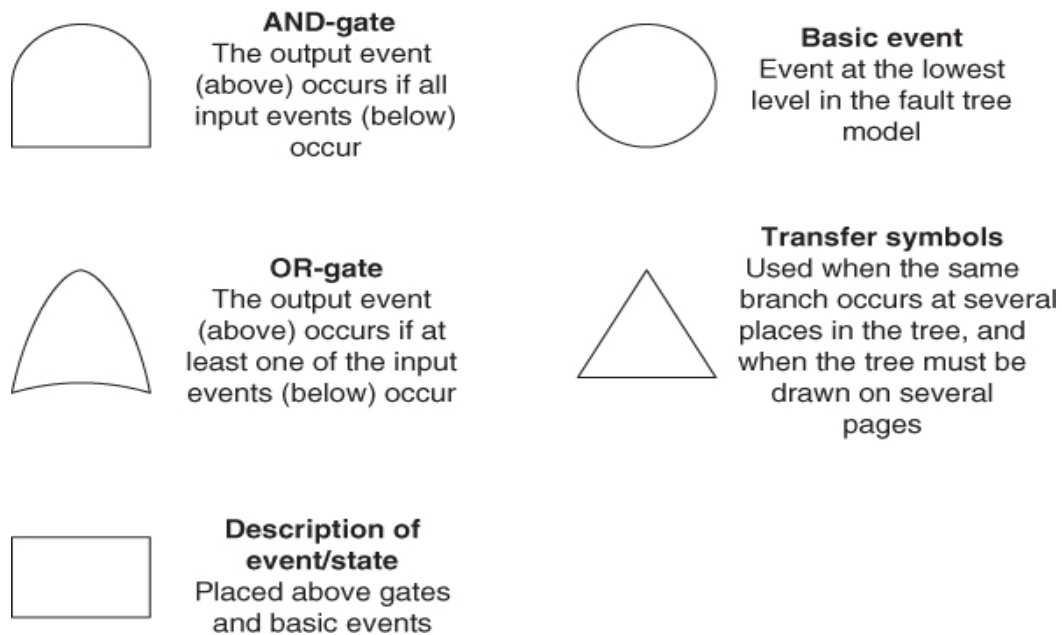 AND-gate
The output event
(above) occurs if all
input events (below)
occur
Basic event
Event at the lowest
level in the fault tree
model
OR-gate
The output event
(above) occurs if at
least one of the input
events (below) occur
Transfer symbols
Used when the same
branch occurs at several
places in the tree, and
when the tree must be
drawn on several
pages
Description of
event/state
Placed above gates
and basic events